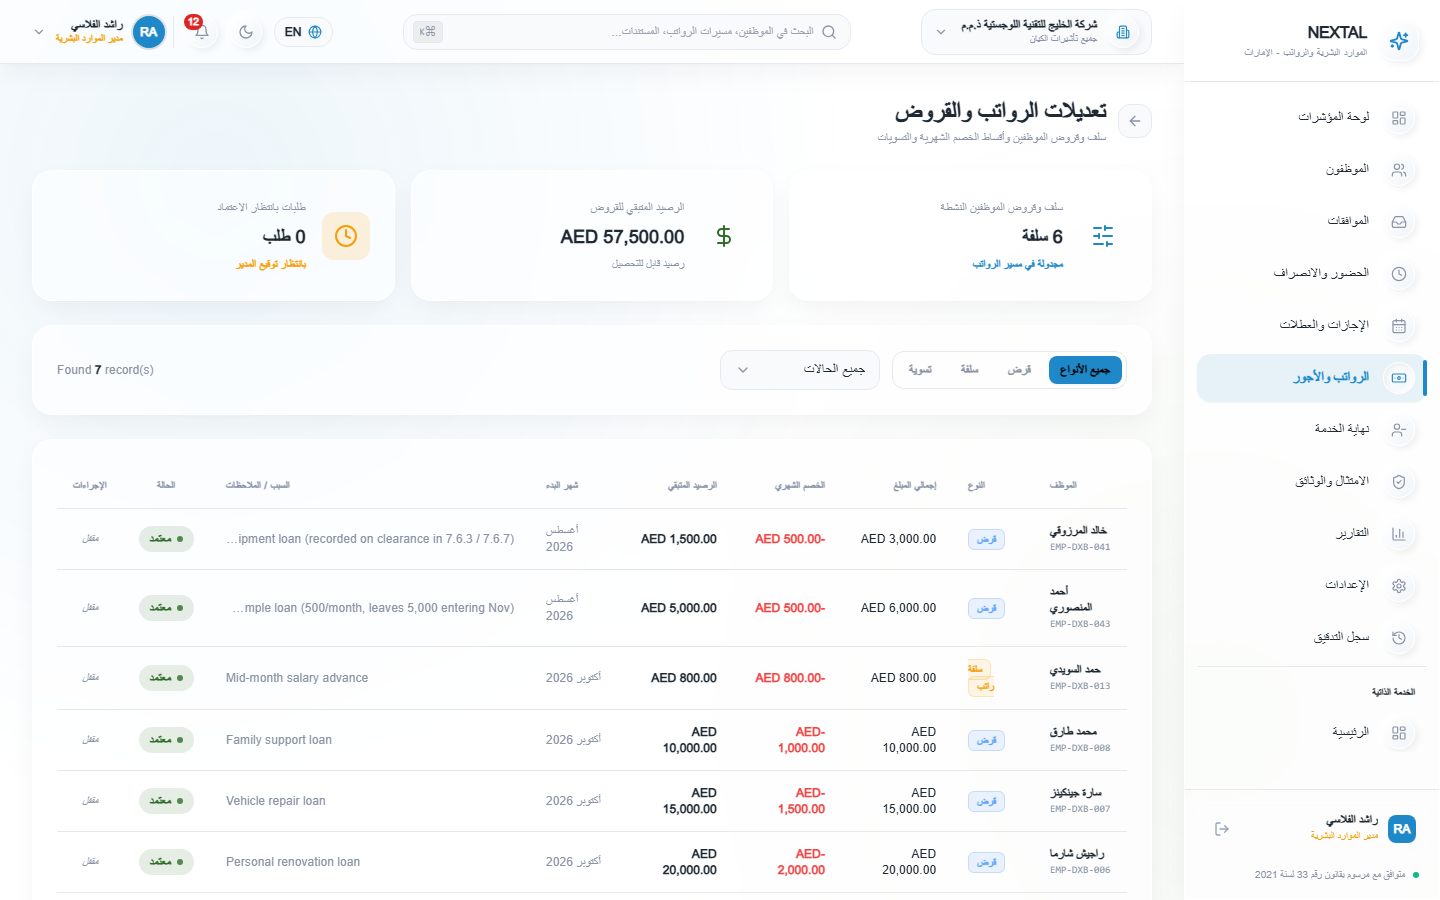 NEXTAL
الموارد البشرية والرواتب - الإمارات
شركة الخليج للتقنية اللوجستية ذ.م.م
جميع تأشيرات الكيان
البحث في الموظفين، مسيرات الرواتب، المستندات...
⌘K
EN
12
RA
راشد الفلاسي
مدير الموارد البشرية
لوحة المؤشرات
الموظفون
الموافقات
الحضور والانصراف
الإجازات والعطلات
الرواتب والأجور
نهاية الخدمة
الامتثال والوثائق
التقارير
الإعدادات
سجل التدقيق
الخدمة الذاتية
الرئيسية
RA
راشد الفلاسي
مدير الموارد البشرية
متوافق مع مرسوم بقانون رقم 33 لسنة 2021
تعديلات الرواتب والقروض
سلف وقروض الموظفين وأقساط الخصم الشهرية والتسويات
سلف وقروض الموظفين النشطة
6 سلفة
مجدولة في مسير الرواتب
الرصيد المتبقي للقروض
AED 57,500.00
رصيد قابل للتحصيل
طلبات بانتظار الاعتماد
0 طلب
بانتظار توقيع المدير
جميع الأنواع قرض سلفة تسوية
جميع الحالات
Found 7 record(s)
الموظف النوع إجمالي المبلغ الخصم الشهري الرصيد المتبقي شهر البدء السبب / الملاحظات الحالة الإجراءات
خالد المرزوقي
EMP-DXB-041
قرض
AED 3,000.00
AED 500.00-
AED 1,500.00
أغسطس
2026
...ipment loan (recorded on clearance in 7.6.3 / 7.6.7)
معتمد
مقفل
أحمد
المنصوري
EMP-DXB-043
قرض
AED 6,000.00
AED 500.00-
AED 5,000.00
أغسطس
2026
...mple loan (500/month, leaves 5,000 entering Nov)
معتمد
مقفل
حمد السويدي
EMP-DXB-013
سلفة
راتب
AED 800.00
AED 800.00-
AED 800.00
أكتوبر 2026
Mid-month salary advance
معتمد
مقفل
محمد طارق
EMP-DXB-008
قرض
AED
10,000.00
AED-
1,000.00
AED
10,000.00
أكتوبر 2026
Family support loan
معتمد
مقفل
سارة جينكينز
EMP-DXB-007
قرض
AED
15,000.00
AED-
1,500.00
AED
15,000.00
أكتوبر 2026
Vehicle repair loan
معتمد
مقفل
راجيش شارما
EMP-DXB-006
قرض
AED
20,000.00
AED-
2,000.00
AED
20,000.00
أكتوبر 2026
Personal renovation loan
معتمد
مقفل